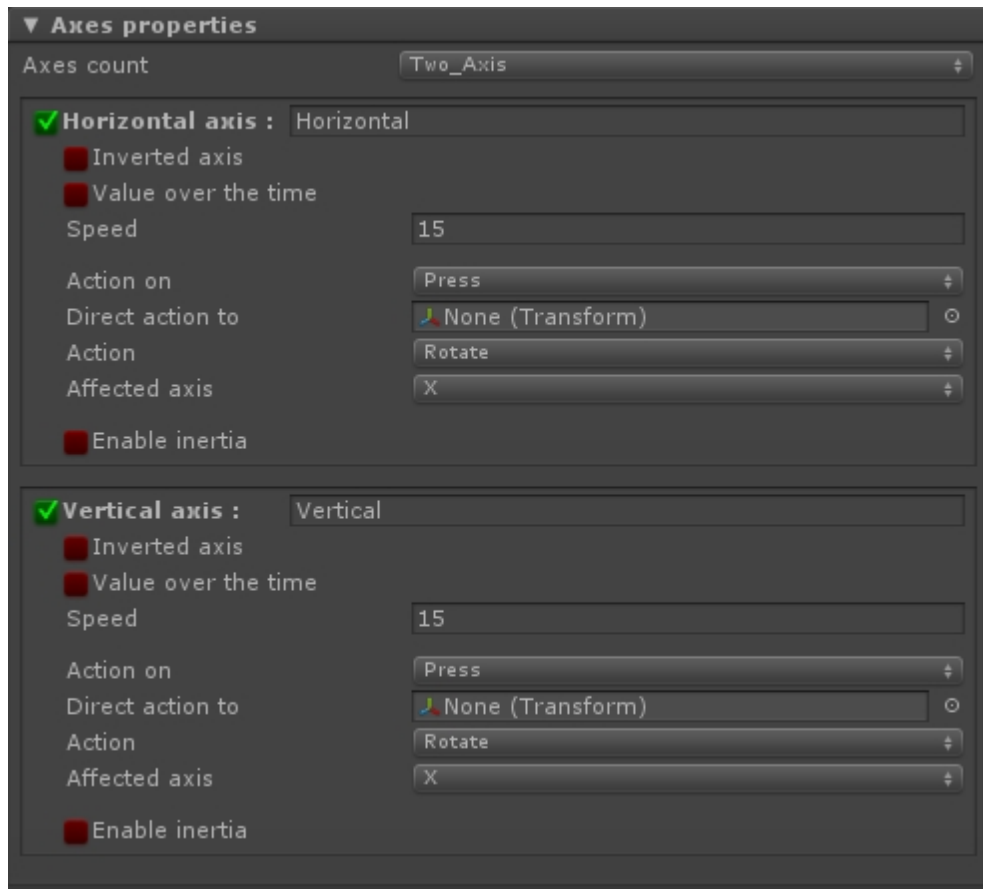 ▼ Axes properties
Axes count Two_Axis
Horizontal axis : Horizontal
Inverted axis
Value over the time
Speed 15
Action on Press
Direct action to None (Transform)
Action Rotate
Affected axis X
Enable inertia
Vertical axis : Vertical
Inverted axis
Value over the time
Speed 15
Action on Press
Direct action to None (Transform)
Action Rotate
Affected axis X
Enable inertia